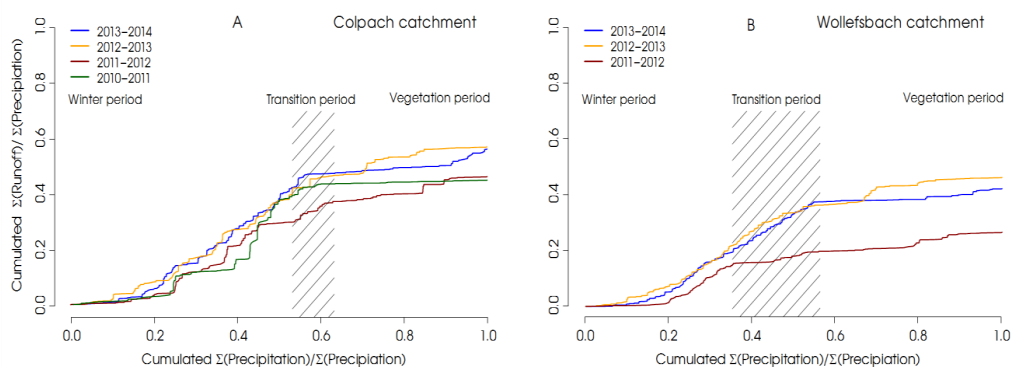 A
Colpach catchment
2013-2014
2012-2013
2011-2012
2010-2011
Winter period
Transition period
Vegetation period
Cumulated Σ(Runoff)/ Σ(Precipiation)
0.0
0.2
0.4
0.6
0.8
1.0
0.0
0.2
0.4
0.6
0.8
1.0
Cumulated Σ(Precipitation)/Σ(Precipiation)
B
Wollefsbach catchment
2013-2014
2012-2013
2011-2012
Winter period
Transition period
Vegetation period
0.0
0.2
0.4
0.6
0.8
1.0
0.0
0.2
0.4
0.6
0.8
1.0
Cumulated Σ(Precipitation)/Σ(Precipiation)